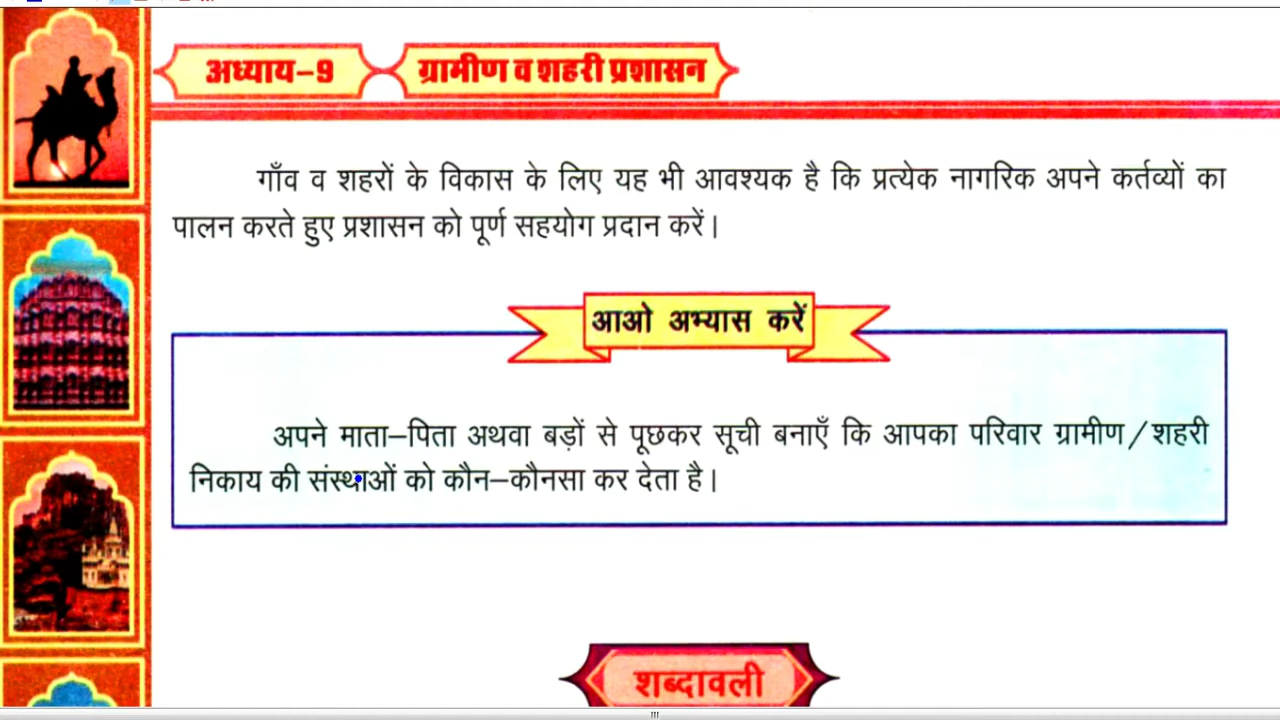 अध्याय–9
ग्रामीण व शहरी प्रशासन
गाँव व शहरों के विकास के लिए यह भी आवश्यक है कि प्रत्येक नागरिक अपने कर्तव्यों का
पालन करते हुए प्रशासन को पूर्ण सहयोग प्रदान करें।
आओ अभ्यास करें
अपने माता–पिता अथवा बड़ों से पूछकर सूची बनाएँ कि आपका परिवार ग्रामीण/शहरी
निकाय की संस्थाओं को कौन–कौनसा कर देता है।
शब्दावली